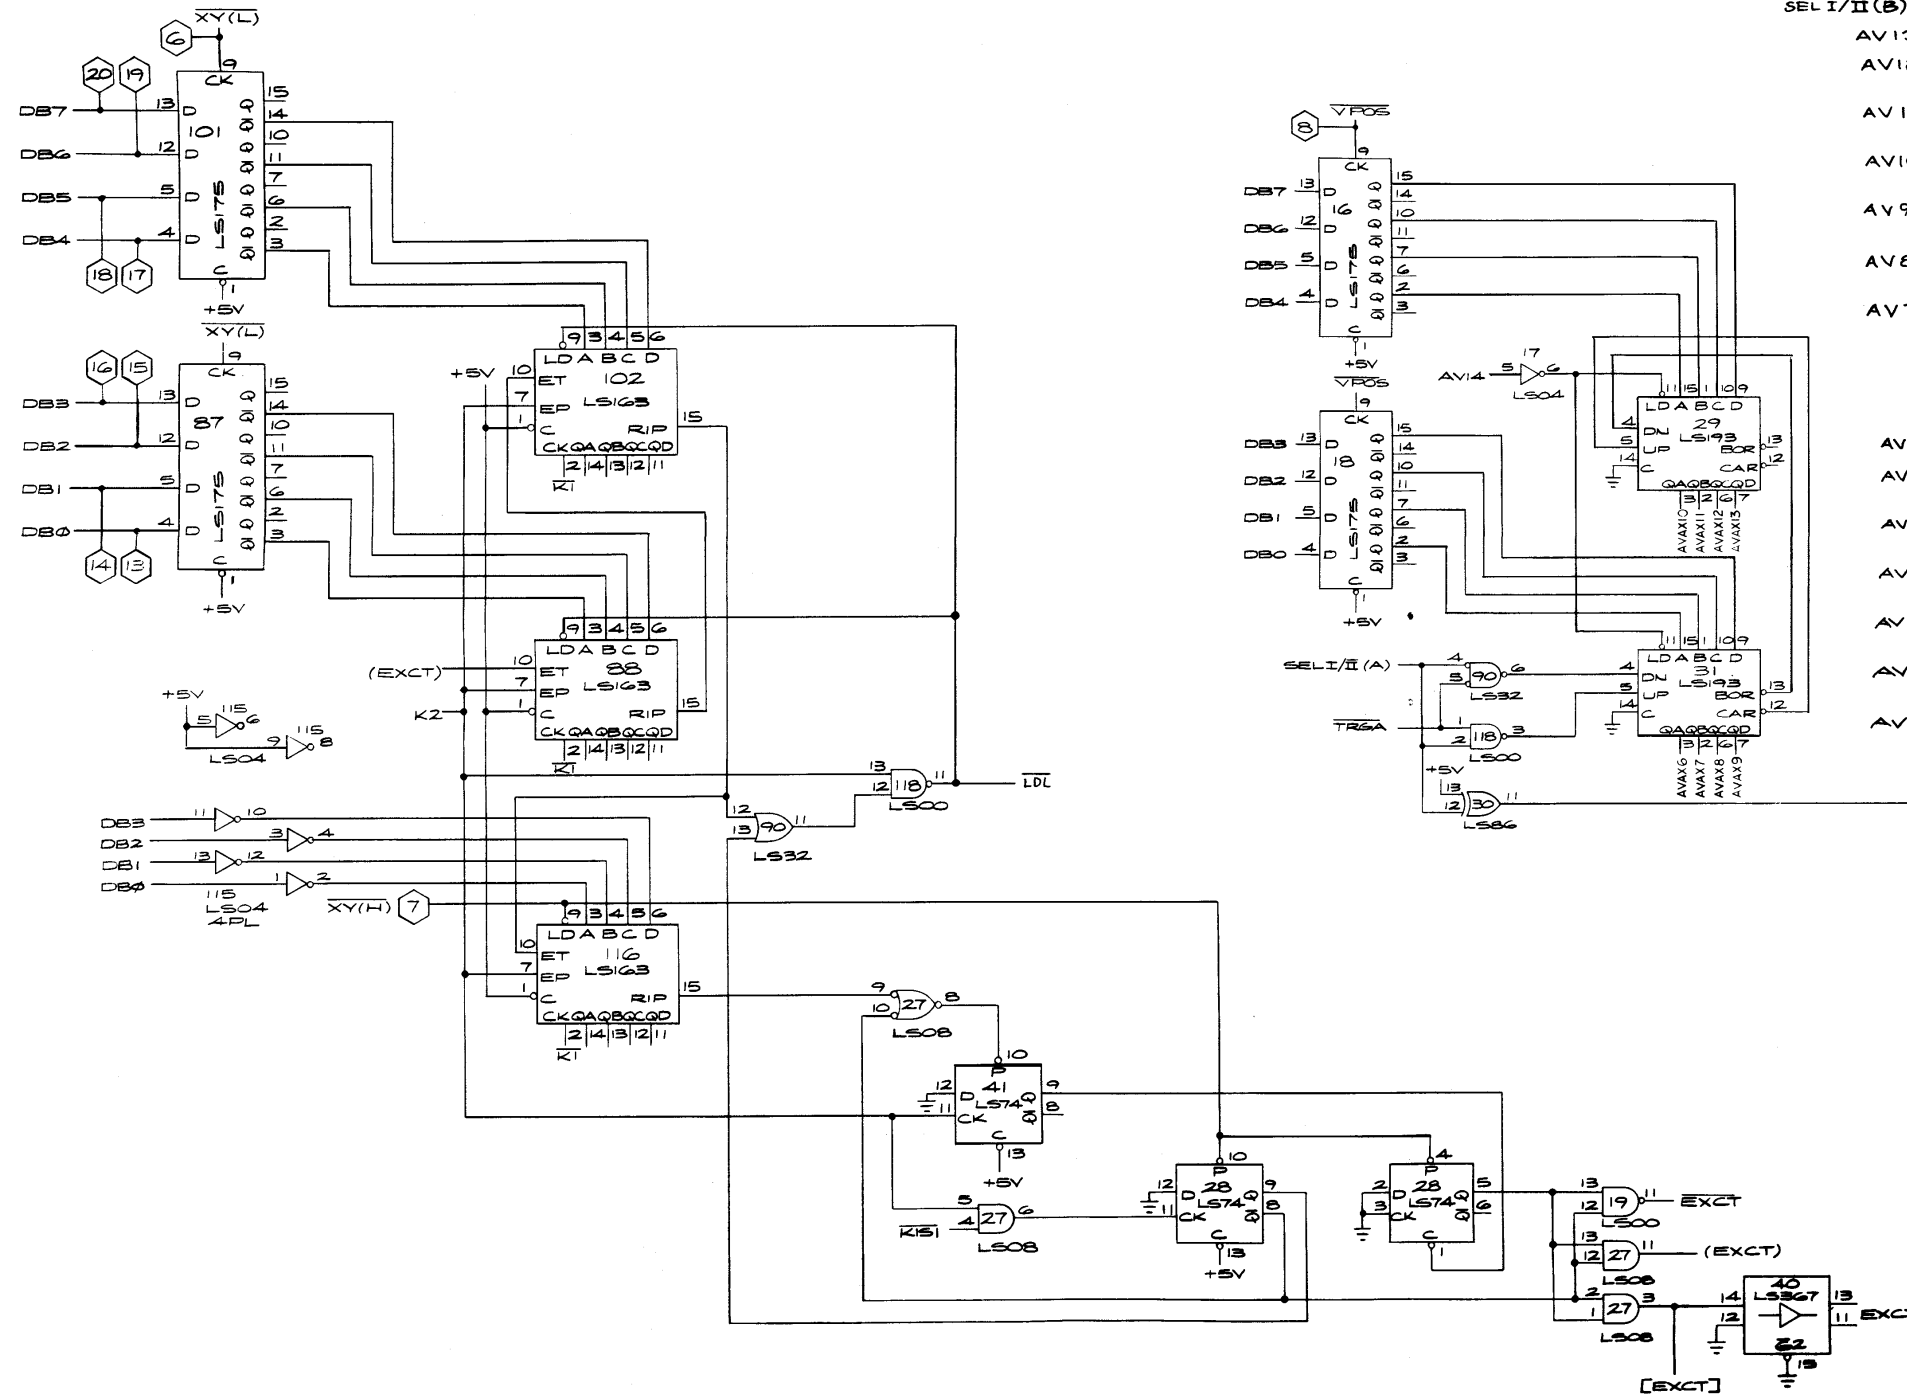 XY(L)
6
9
CK
20 19
DB7 13 D 101 Q 15
Q 14
DB6 12 D Q 10
Q 11
DB5 5 D LS175 Q 7
Q 6
DB4 4 D Q 2
Q 3
18 17
C
1
+5V
XY(L)
9
CK
16 15
DB3 13 D 87 Q 15
Q 14
DB2 12 D Q 10
Q 11
DB1 5 D LS175 Q 7
Q 6
DBØ 4 D Q 2
Q 3
14 13
C
1
+5V
+5V
9 3 4 5 6
LD A B C D
10 ET 102
7 EP LS163
1 C RIP 15
CK QA QB QC QD
2 14 13 12 11
K1
9 3 4 5 6
LD A B C D
(EXCT) 10 ET 88
7 EP LS163
K2 1 C RIP 15
CK QA QB QC QD
2 14 13 12 11
K1
+5V
5 115 6
9 115 8
LS04
13
12 118 11 LDL
LS00
12
13 90 11
LS32
DB3 11 10
DB2 3 4
DB1 13 12
DBØ 1 2
115
LS04
4PL
XY(H) 7
9 3 4 5 6
LD A B C D
10 ET 116
7 EP LS163
1 C RIP 15
CK QA QB QC QD
2 14 13 12 11
K1
9
10 27 8
LS08
10
P
12 D 41 Q 9
11 CK LS74 Q 8
C
13
+5V
5
K1S1 4 27 6
LS08
10
P
12 D 28 Q 9
11 CK LS74 Q 8
C
13
+5V
4
P
2 D 28 Q 5
3 CK LS74 Q 6
C
1
13
12 19 11 EXCT
LS00
13
12 27 11 (EXCT)
LS08
2
1 27 3
LS08
40
LS367
14 13
12 11
G2
15
[EXCT]
VPOS
8
9
CK
DB7 13 D 16 Q 15
Q 14
DB6 12 D Q 10
Q 11
DB5 5 D LS175 Q 7
Q 6
DB4 4 D Q 2
Q 3
C
1
+5V
VPOS
9
CK
DB3 13 D 18 Q 15
Q 14
DB2 12 D Q 10
Q 11
DB1 5 D LS175 Q 7
Q 6
DB0 4 D Q 2
Q 3
C
1
+5V
AV14 5 17 6
LS04
11 15 1 10 9
LD A B C D
4 DN 29
5 UP LS193 BOR 13
14 C CAR 12
QA QB QC QD
3 2 6 7
AVAX10 AVAX11 AVAX12 AVAX13
11 15 1 10 9
LD A B C D
4 DN 31
5 UP LS193 BOR 13
14 C CAR 12
QA QB QC QD
3 2 6 7
AVAX6 AVAX7 AVAX8 AVAX9
SEL I/II (A) 4
5 90 6
LS32
TRGA 1
2 118 3
LS00
+5V
13
12 30 11
LS86
SEL I/II (B)